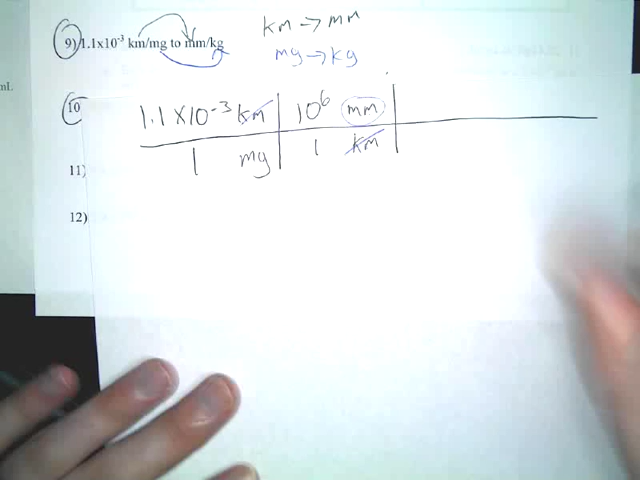 9) 1.1x10⁻³ km/mg to mm/kg
km → mm
mg → kg
mL
10
1.1 x 10⁻³ km | 10⁶ mm
1 mg | 1 km
11)
12)